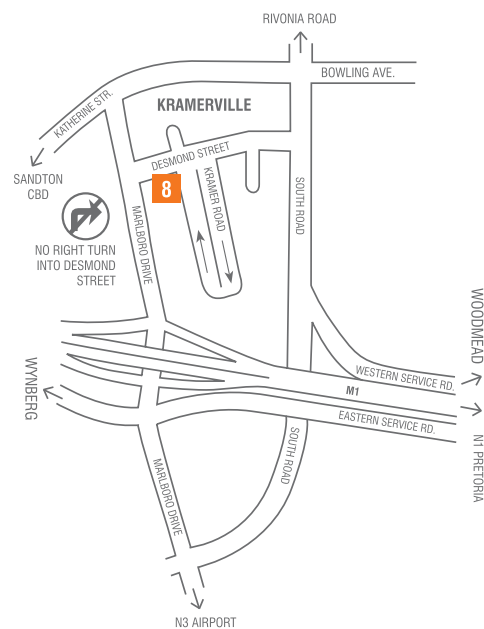 RIVONIA ROAD
BOWLING AVE.
KATHERINE STR.
KRAMERVILLE
DESMOND STREET
SANDTON
CBD
8
KRAMER ROAD
SOUTH ROAD
MARLBORO DRIVE
NO RIGHT TURN
INTO DESMOND
STREET
WOODMEAD
WESTERN SERVICE RD.
WYNBERG
M1
EASTERN SERVICE RD.
N1 PRETORIA
SOUTH ROAD
MARLBORO DRIVE
N3 AIRPORT